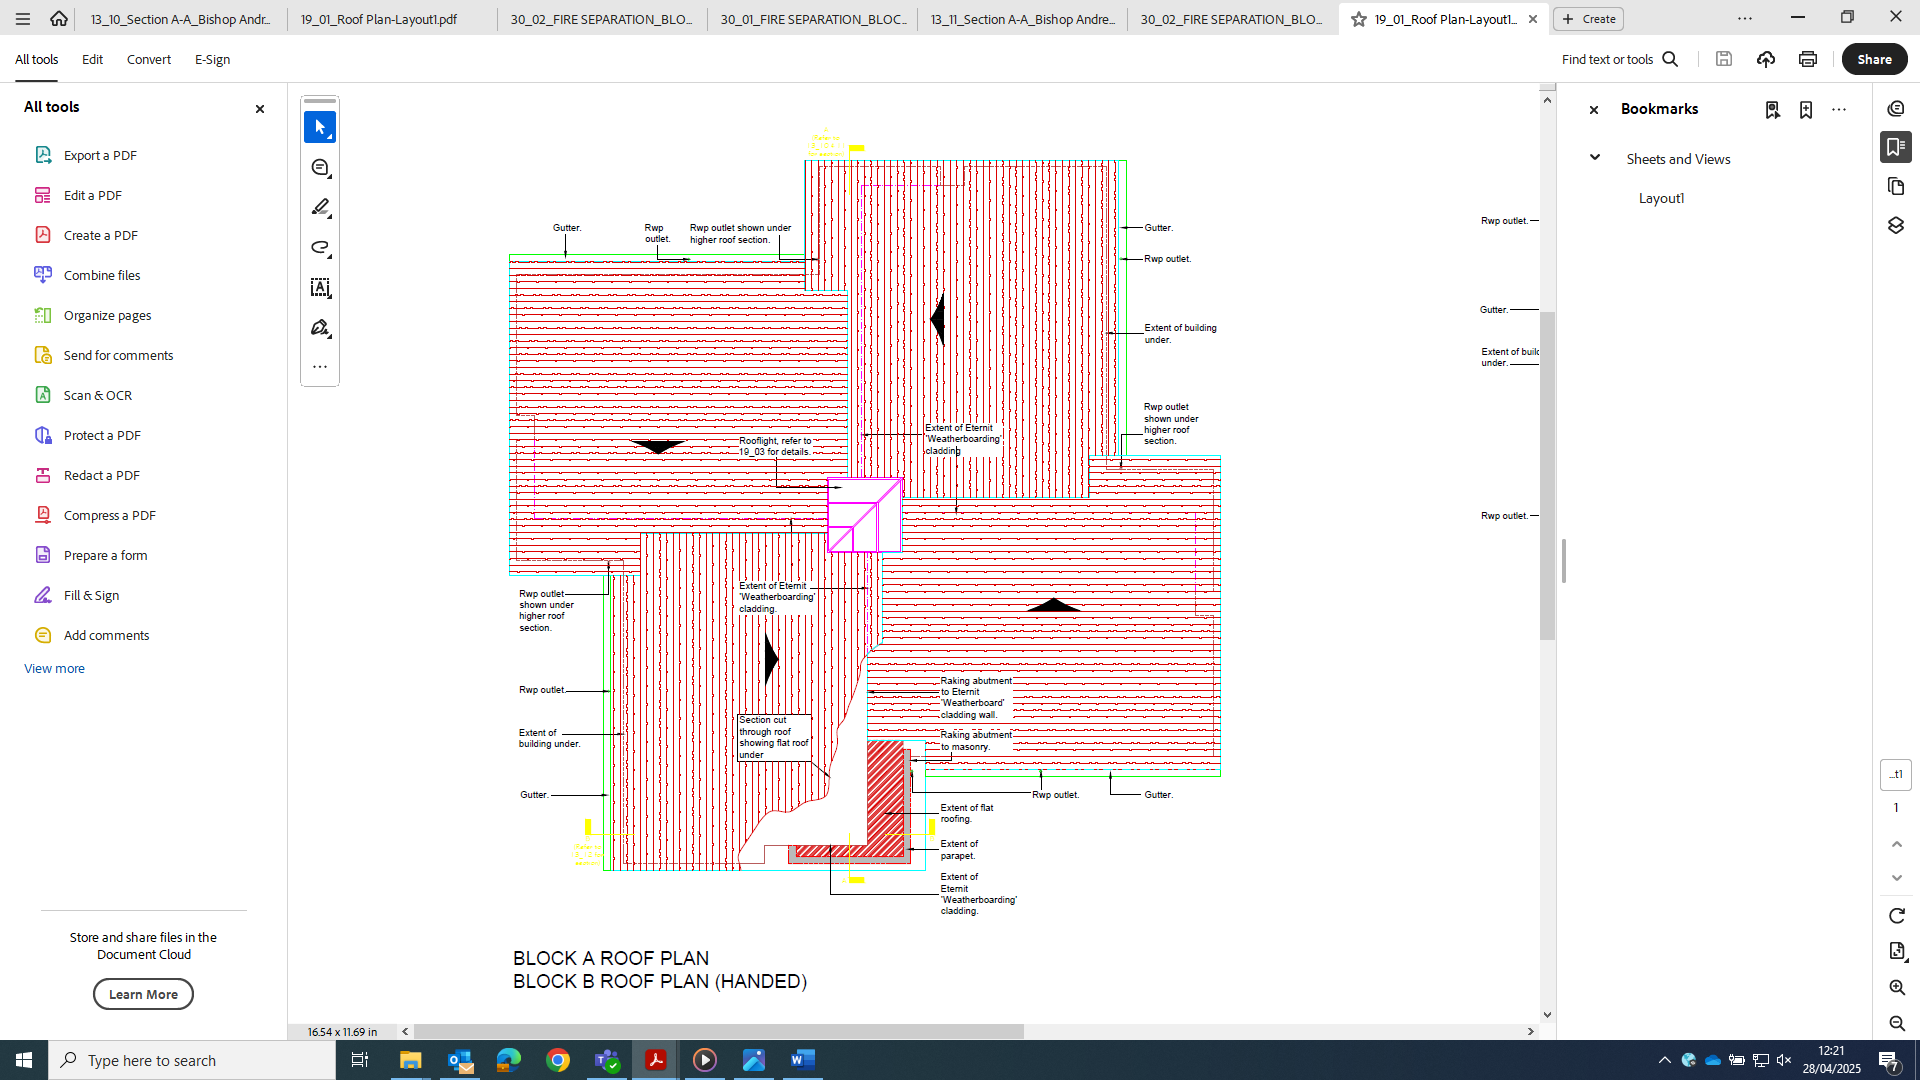 13_10_Section A-A_Bishop Andr...
19_01_Roof Plan-Layout1.pdf
30_02_FIRE SEPARATION_BLO...
30_01_FIRE SEPARATION_BLOC...
13_11_Section A-A_Bishop Andre...
30_02_FIRE SEPARATION_BLO...
19_01_Roof Plan-Layout1...
Create
All tools
Edit
Convert
E-Sign
Find text or tools
Share
All tools
Export a PDF
Edit a PDF
Create a PDF
Combine files
Organize pages
Send for comments
Scan & OCR
Protect a PDF
Redact a PDF
Compress a PDF
Prepare a form
Fill & Sign
Add comments
View more
Store and share files in the
Document Cloud
Learn More
Gutter.
Rwp
outlet.
Rwp outlet shown under
higher roof section.
Gutter.
Rwp outlet.
Extent of building
under.
Rwp outlet
shown under
higher roof
section.
Extent of Eternit
'Weatherboarding'
cladding
Rooflight, refer to
19_03 for details.
Extent of Eternit
'Weatherboarding'
cladding.
Rwp outlet
shown under
higher roof
section.
Rwp outlet.
Extent of
building under.
Gutter.
Section cut
through roof
showing flat roof
under
Raking abutment
to Eternit
'Weatherboard'
cladding wall.
Raking abutment
to masonry.
Rwp outlet.
Gutter.
Extent of flat
roofing.
Extent of
parapet.
Extent of
Eternit
'Weatherboarding'
cladding.
Rwp outlet.
Gutter.
Extent of build
under.
Rwp outlet.
BLOCK A ROOF PLAN
BLOCK B ROOF PLAN (HANDED)
16.54 x 11.69 in
Bookmarks
Sheets and Views
Layout1
...t1
1
Type here to search
12:21
28/04/2025
7